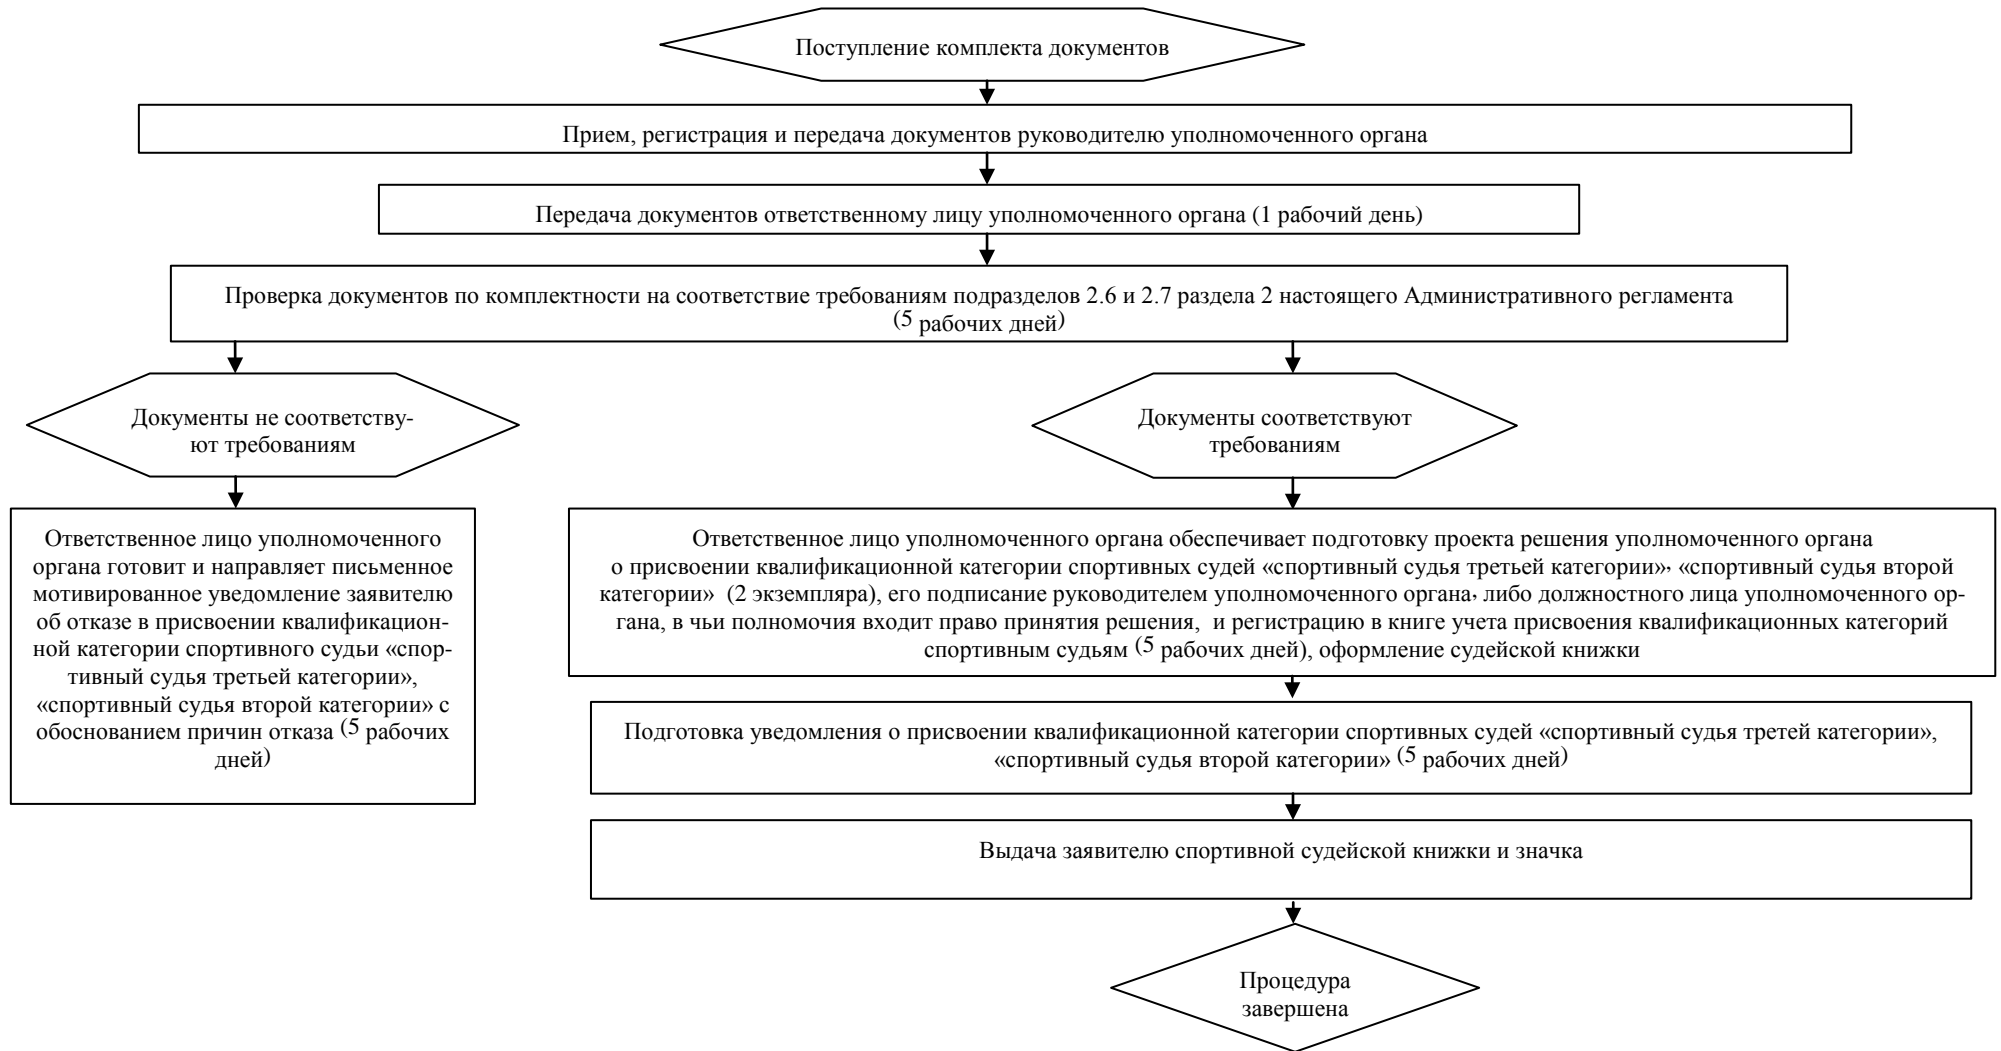 Поступление комплекта документов
Прием, регистрация и передача документов руководителю уполномоченного органа
Передача документов ответственному лицу уполномоченного органа (1 рабочий день)
Проверка документов по комплектности на соответствие требованиям подразделов 2.6 и 2.7 раздела 2 настоящего Административного регламента
(5 рабочих дней)
Документы не соответству-
ют требованиям
Документы соответствуют
требованиям
Ответственное лицо уполномоченного
органа готовит и направляет письменное
мотивированное уведомление заявителю
об отказе в присвоении квалификацион-
ной категории спортивного судьи «спор-
тивный судья третьей категории»,
«спортивный судья второй категории» с
обоснованием причин отказа (5 рабочих
дней)
Ответственное лицо уполномоченного органа обеспечивает подготовку проекта решения уполномоченного органа
о присвоении квалификационной категории спортивных судей «спортивный судья третьей категории», «спортивный судья второй
категории» (2 экземпляра), его подписание руководителем уполномоченного органа, либо должностного лица уполномоченного ор-
гана, в чьи полномочия входит право принятия решения, и регистрацию в книге учета присвоения квалификационных категорий
спортивным судьям (5 рабочих дней), оформление судейской книжки
Подготовка уведомления о присвоении квалификационной категории спортивных судей «спортивный судья третей категории»,
«спортивный судья второй категории» (5 рабочих дней)
Выдача заявителю спортивной судейской книжки и значка
Процедура
завершена